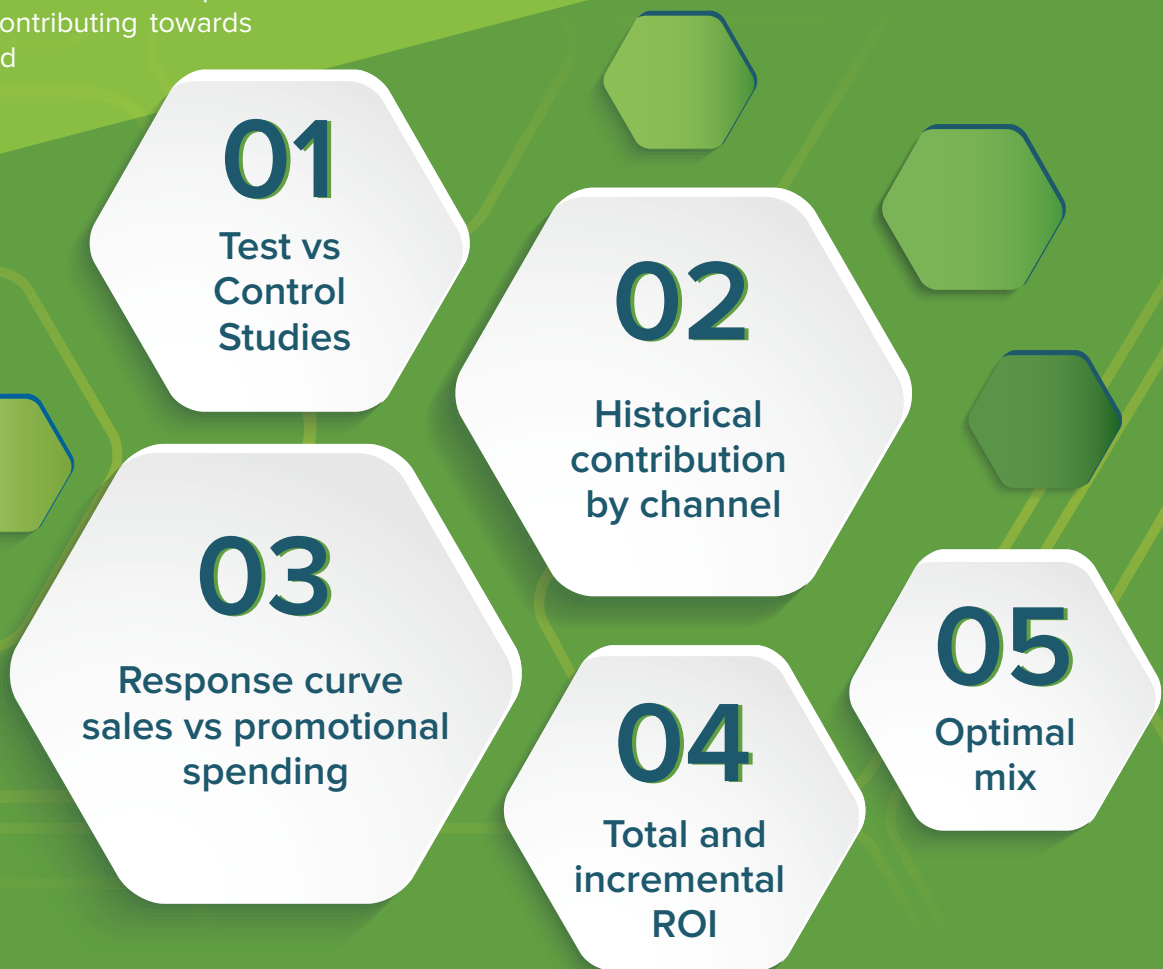 ontributing towards
d
01
Test vs
Control
Studies
02
Historical
contribution
by channel
03
Response curve
sales vs promotional
spending
04
Total and
incremental
ROI
05
Optimal
mix